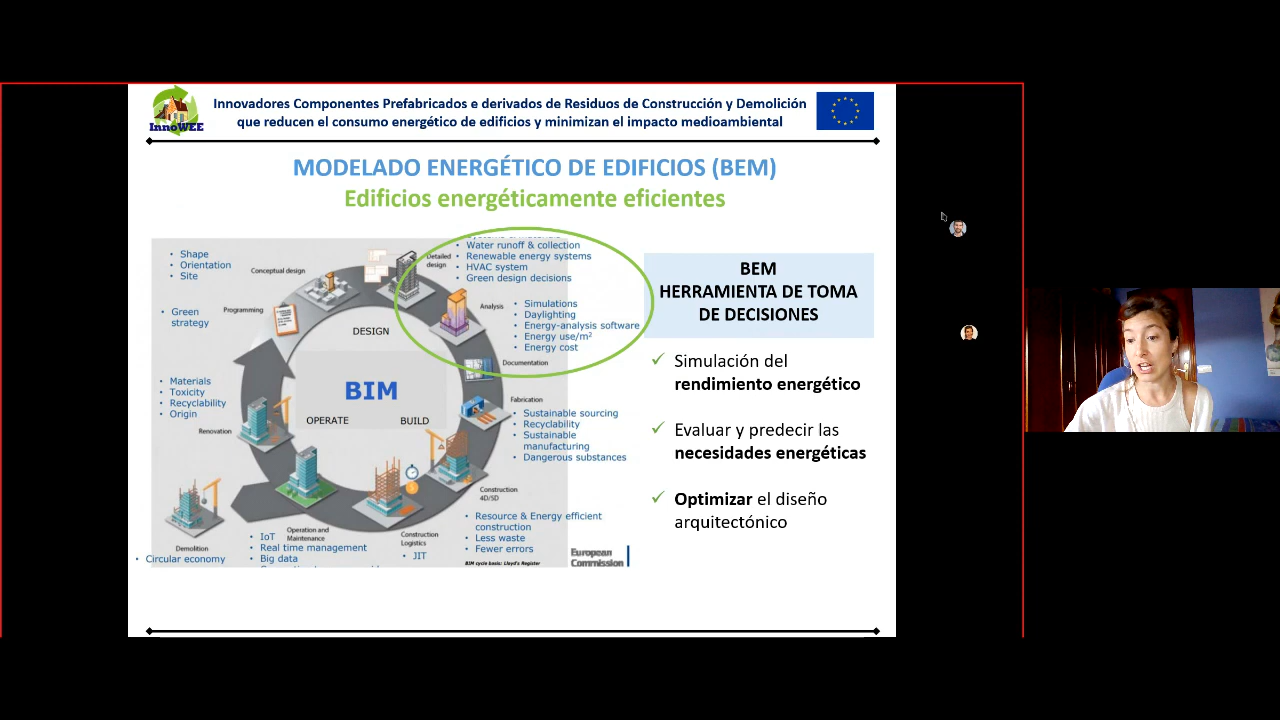 InnoWEE
Innovadores Componentes Prefabricados e derivados de Residuos de Construcción y Demolición
que reducen el consumo energético de edificios y minimizan el impacto medioambiental
MODELADO ENERGÉTICO DE EDIFICIOS (BEM)
Edificios energéticamente eficientes
• Shape
• Orientation
• Site
Conceptual design
Detailed
design
• Water runoff & collection
• Renewable energy systems
• HVAC system
• Green design decisions
• Green
strategy
Programming
DESIGN
Analysis
• Simulations
• Daylighting
• Energy-analysis software
• Energy use/m²
• Energy cost
Documentation
• Materials
• Toxicity
• Recyclability
• Origin
Renovation
BIM
OPERATE
BUILD
Fabrication
• Sustainable sourcing
• Recyclability
• Sustainable
manufacturing
• Dangerous substances
Construction
4D/5D
• Resource & Energy efficient
construction
• Less waste
• Fewer errors
Demolition
• Circular economy
Operation and
Maintenance
• IoT
• Real time management
• Big data
Construction
Logistics
• JIT
BIM cycle basis: Lloyd's Register
European
Commission
BEM
HERRAMIENTA DE TOMA
DE DECISIONES
✓ Simulación del
rendimiento energético
✓ Evaluar y predecir las
necesidades energéticas
✓ Optimizar el diseño
arquitectónico